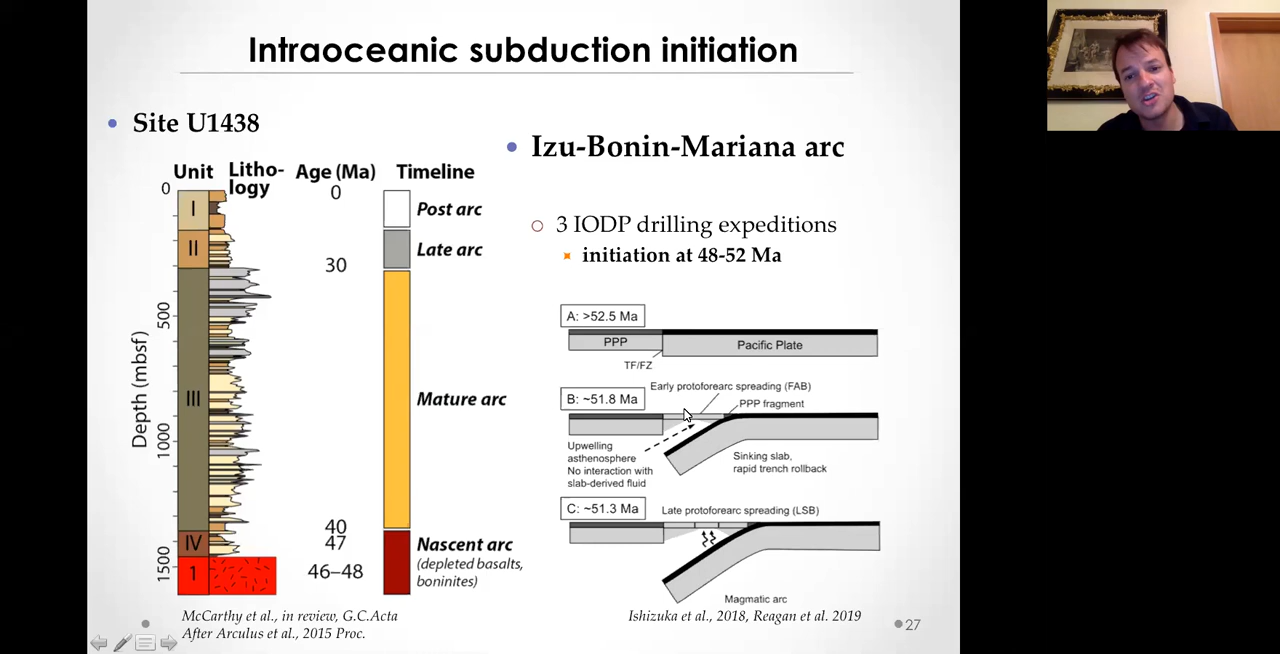 Intraoceanic subduction initiation
• Site U1438
Unit
Litho-
logy
Age (Ma)
Timeline
Depth (mbsf)
0
500
1000
1500
I
II
III
IV
1
0
30
40
47
46–48
Post arc
Late arc
Mature arc
Nascent arc
(depleted basalts,
boninites)
McCarthy et al., in review, G.C.Acta
After Arculus et al., 2015 Proc.
• Izu-Bonin-Mariana arc
3 IODP drilling expeditions
initiation at 48-52 Ma
A: >52.5 Ma
PPP
Pacific Plate
TF/FZ
Early protoforearc spreading (FAB)
B: ~51.8 Ma
PPP fragment
Upwelling
asthenosphere
No interaction with
slab-derived fluid
Sinking slab,
rapid trench rollback
C: ~51.3 Ma
Late protoforearc spreading (LSB)
Magmatic arc
Ishizuka et al., 2018, Reagan et al. 2019
27